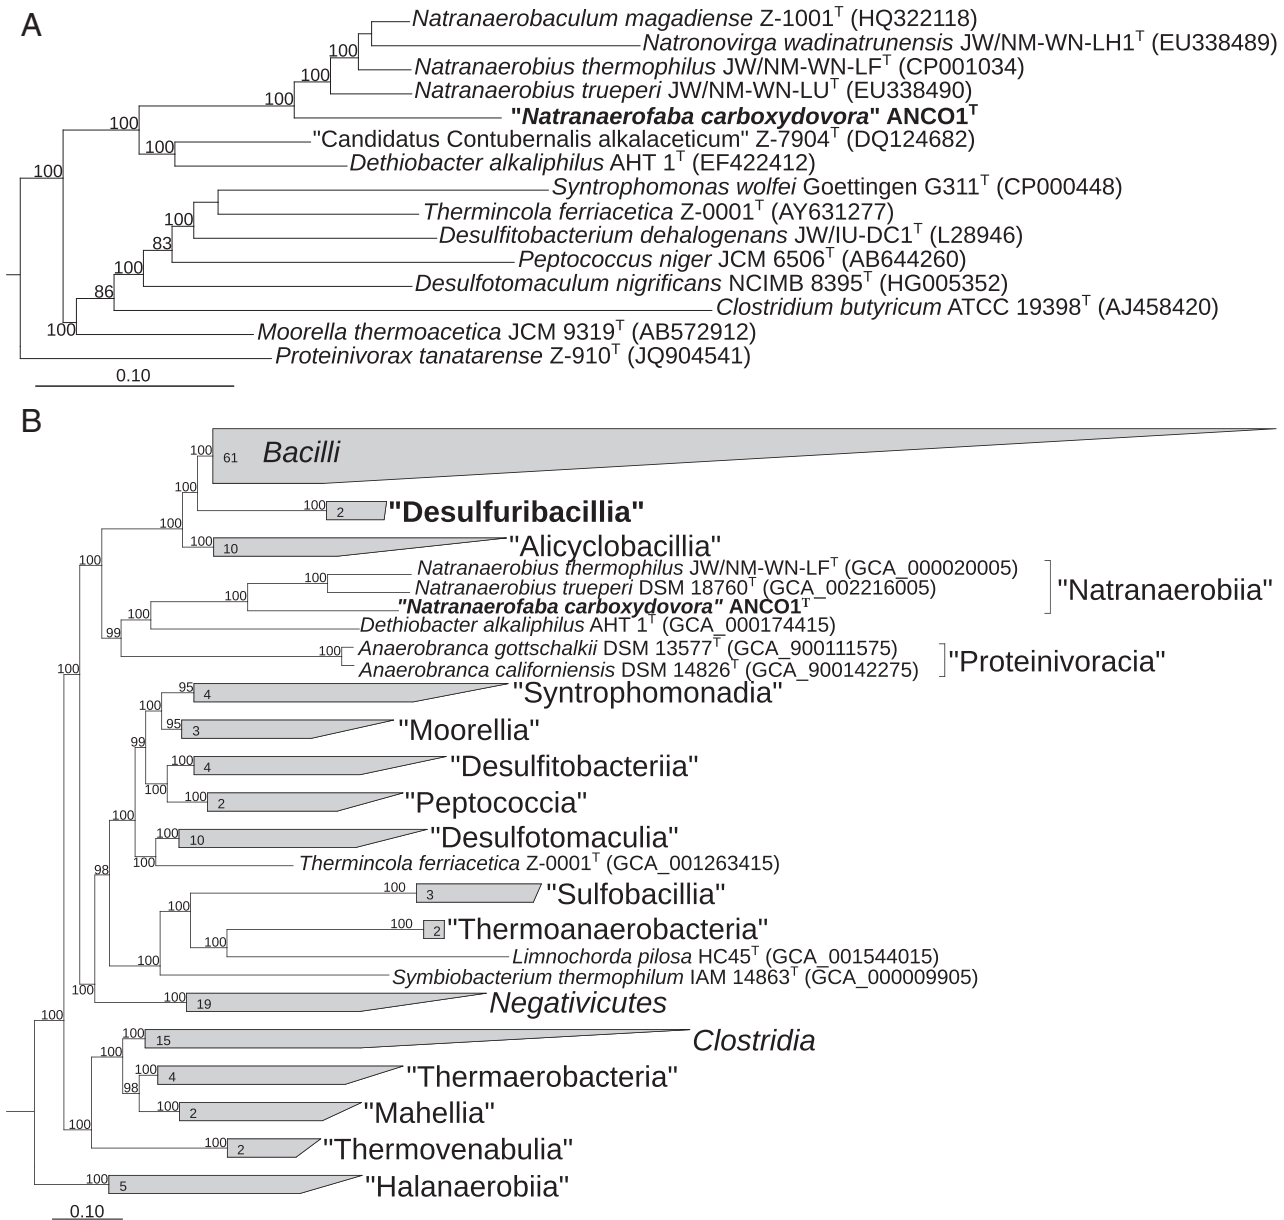 A
Natranaerobaculum magadiense Z-1001T (HQ322118)
Natronovirga wadinatrunensis JW/NM-WN-LH1T (EU338489)
100
Natranaerobius thermophilus JW/NM-WN-LFT (CP001034)
100
Natranaerobius trueperi JW/NM-WN-LUT (EU338490)
100
"Natranaerofaba carboxydovora" ANCO1T
100
"Candidatus Contubernalis alkalaceticum" Z-7904T (DQ124682)
100
Dethiobacter alkaliphilus AHT 1T (EF422412)
100
Syntrophomonas wolfei Goettingen G311T (CP000448)
Thermincola ferriacetica Z-0001T (AY631277)
100
Desulfitobacterium dehalogenans JW/IU-DC1T (L28946)
83
Peptococcus niger JCM 6506T (AB644260)
100
Desulfotomaculum nigrificans NCIMB 8395T (HG005352)
86
Clostridium butyricum ATCC 19398T (AJ458420)
100
Moorella thermoacetica JCM 9319T (AB572912)
Proteinivorax tanatarense Z-910T (JQ904541)
0.10
B
100 61 Bacilli
100
100 2 "Desulfuribacillia"
100
100 10 "Alicyclobacillia"
100
Natranaerobius thermophilus JW/NM-WN-LFT (GCA_000020005)
100
Natranaerobius trueperi DSM 18760T (GCA_002216005)
"Natranaerobiia"
100
"Natranaerofaba carboxydovora" ANCO1T
100
Dethiobacter alkaliphilus AHT 1T (GCA_000174415)
99
Anaerobranca gottschalkii DSM 13577T (GCA_900111575)
100
"Proteinivoracia"
Anaerobranca californiensis DSM 14826T (GCA_900142275)
100
95 4 "Syntrophomonadia"
100
95 3 "Moorellia"
99
100 4 "Desulfitobacteriia"
100
100 2 "Peptococcia"
100
100 10 "Desulfotomaculia"
100
Thermincola ferriacetica Z-0001T (GCA_001263415)
98
100 3 "Sulfobacillia"
100
100 2 "Thermoanaerobacteria"
100
Limnochorda pilosa HC45T (GCA_001544015)
100
Symbiobacterium thermophilum IAM 14863T (GCA_000009905)
100
100 19 Negativicutes
100
100 15 Clostridia
100
100 4 "Thermaerobacteria"
98
100 2 "Mahellia"
100
100 2 "Thermovenabulia"
100 5 "Halanaerobiia"
0.10